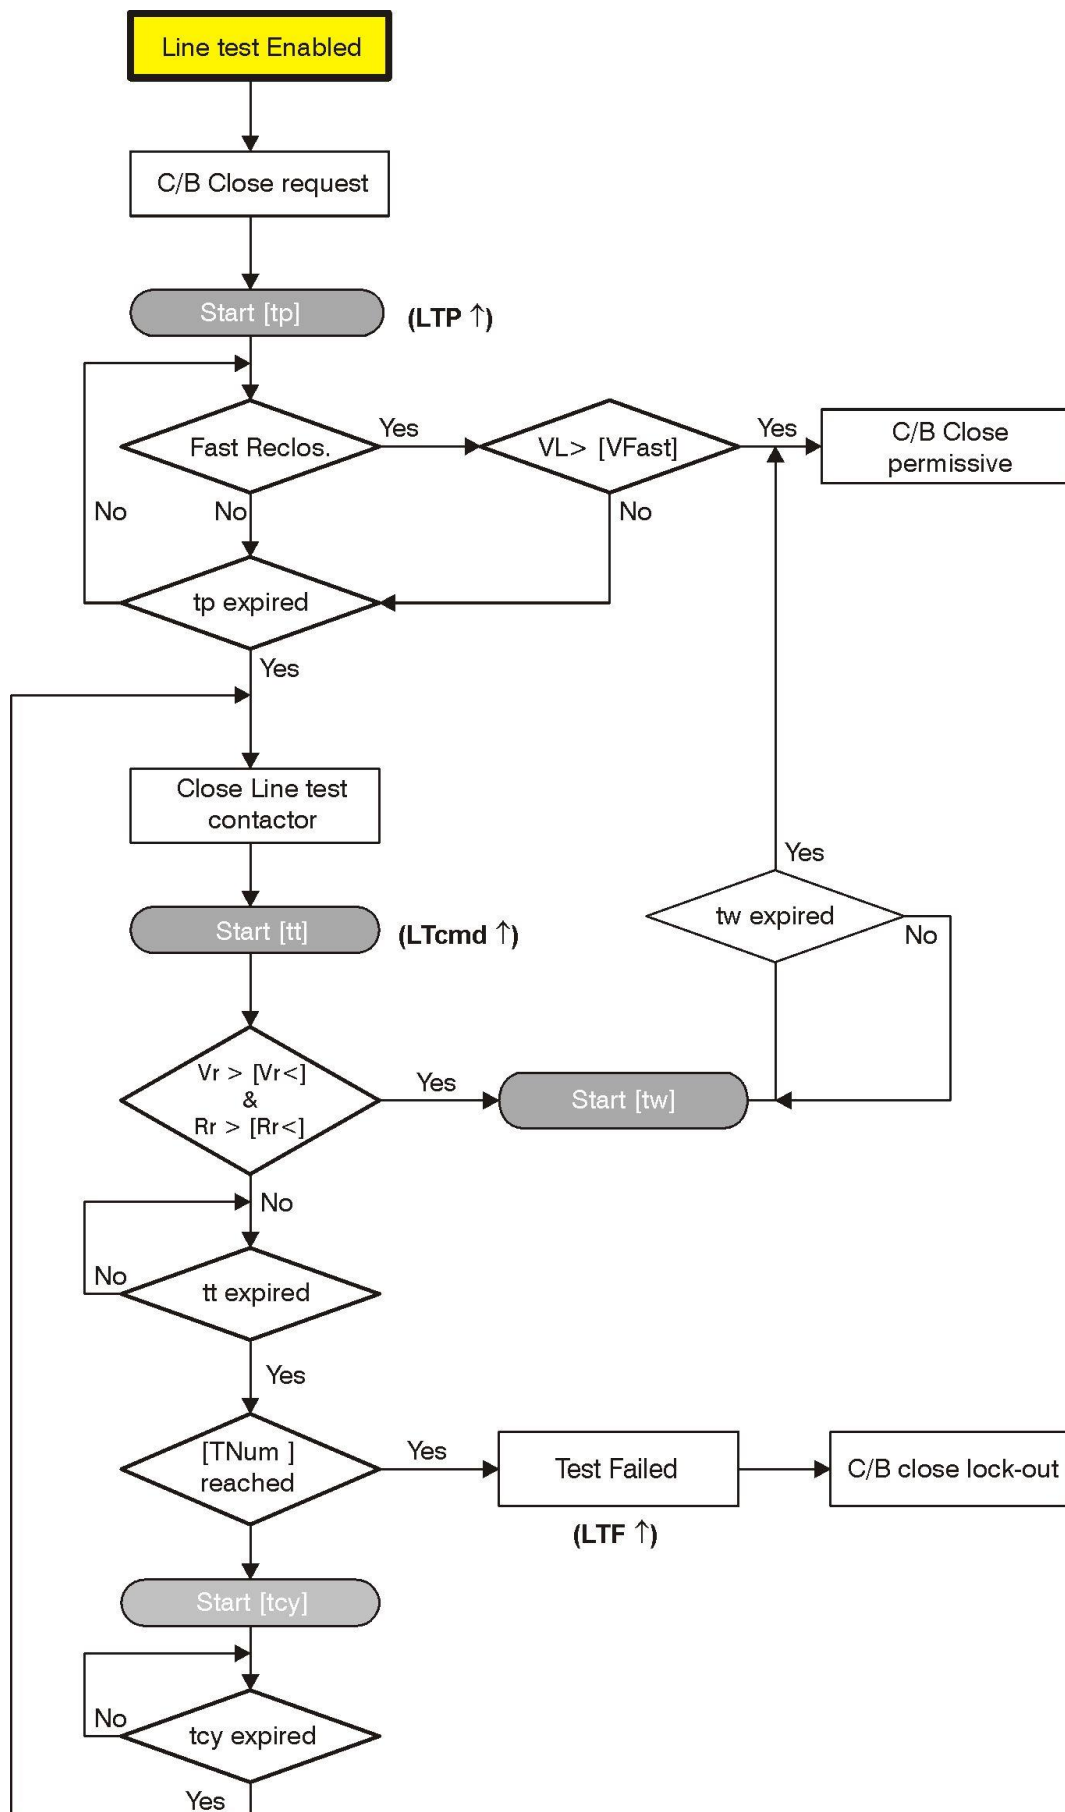 Line test Enabled
C/B Close request
Start [tp]
(LTP ↑)
Fast Reclos.
Yes
VL> [VFast]
Yes
C/B Close
permissive
No
No
No
tp expired
Yes
Close Line test
contactor
Yes
tw expired
No
Start [tt]
(LTcmd ↑)
Vr > [Vr<]
&
Rr > [Rr<]
Yes
Start [tw]
No
No
tt expired
Yes
[TNum ]
reached
Yes
Test Failed
C/B close lock-out
(LTF ↑)
Start [tcy]
No
tcy expired
Yes